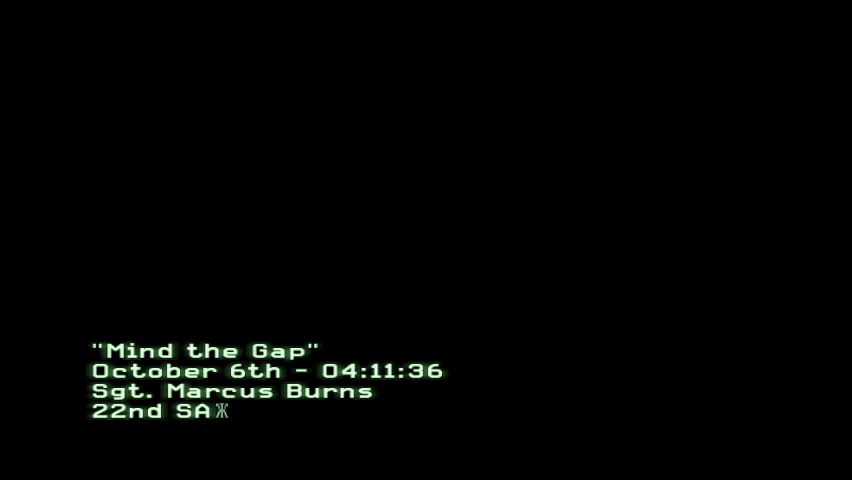 "Mind the Gap"
October 6th - 04:11:36
Sgt. Marcus Burns
22nd SAЖ